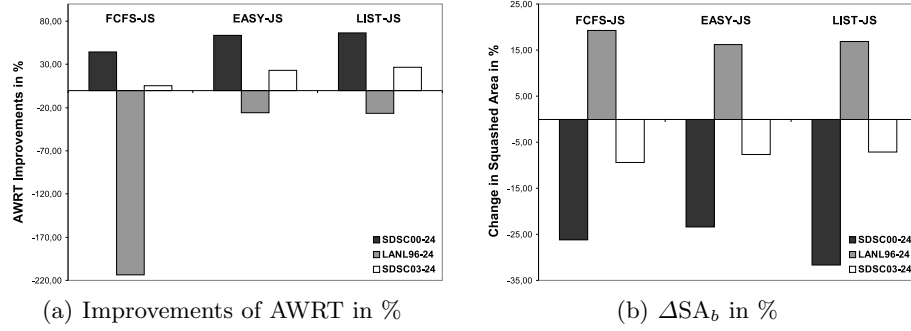 FCFS-JS EASY-JS LIST-JS
80,00
30,00
-20,00
-70,00
-120,00
-170,00
-220,00
AWRT Improvements in %
SDSC00-24
LANL96-24
SDSC03-24
(a) Improvements of AWRT in %
FCFS-JS EASY-JS LIST-JS
25,00
15,00
5,00
-5,00
-15,00
-25,00
-35,00
Change in Squashed Area in %
SDSC00-24
LANL96-24
SDSC03-24
(b) ΔSA_b in %